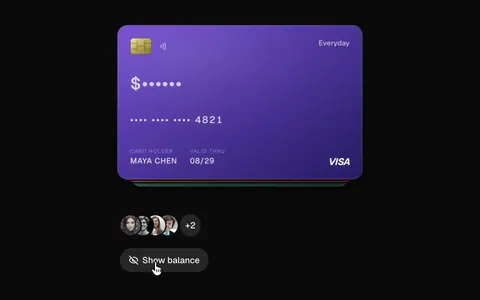 Everyday
$••••••
•••• •••• •••• 4821
CARD HOLDER
VALID THRU
MAYA CHEN
08/29
VISA
+2
Show balance